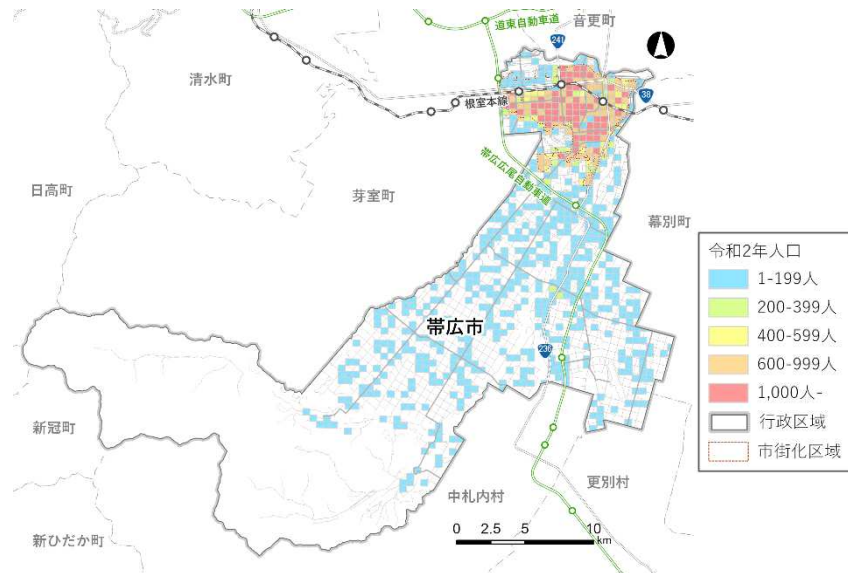 道東自動車道
音更町
241
清水町
根室本線
38
帯広広尾自動車道
日高町
芽室町
幕別町
令和2年人口
1-199人
200-399人
400-599人
600-999人
1,000人-
行政区域
市街化区域
帯広市
236
新冠町
中札内村
更別村
新ひだか町
0 2.5 5 10
km